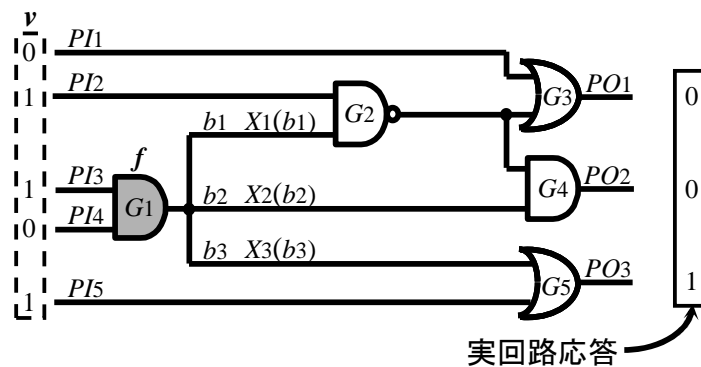 v
0 PI1
1 PI2
G2
G3 PO1 0
b1 X1(b1)
f
1 PI3
G1
0 PI4
b2 X2(b2)
G4 PO2 0
b3 X3(b3)
G5 PO3 1
1 PI5
実回路応答